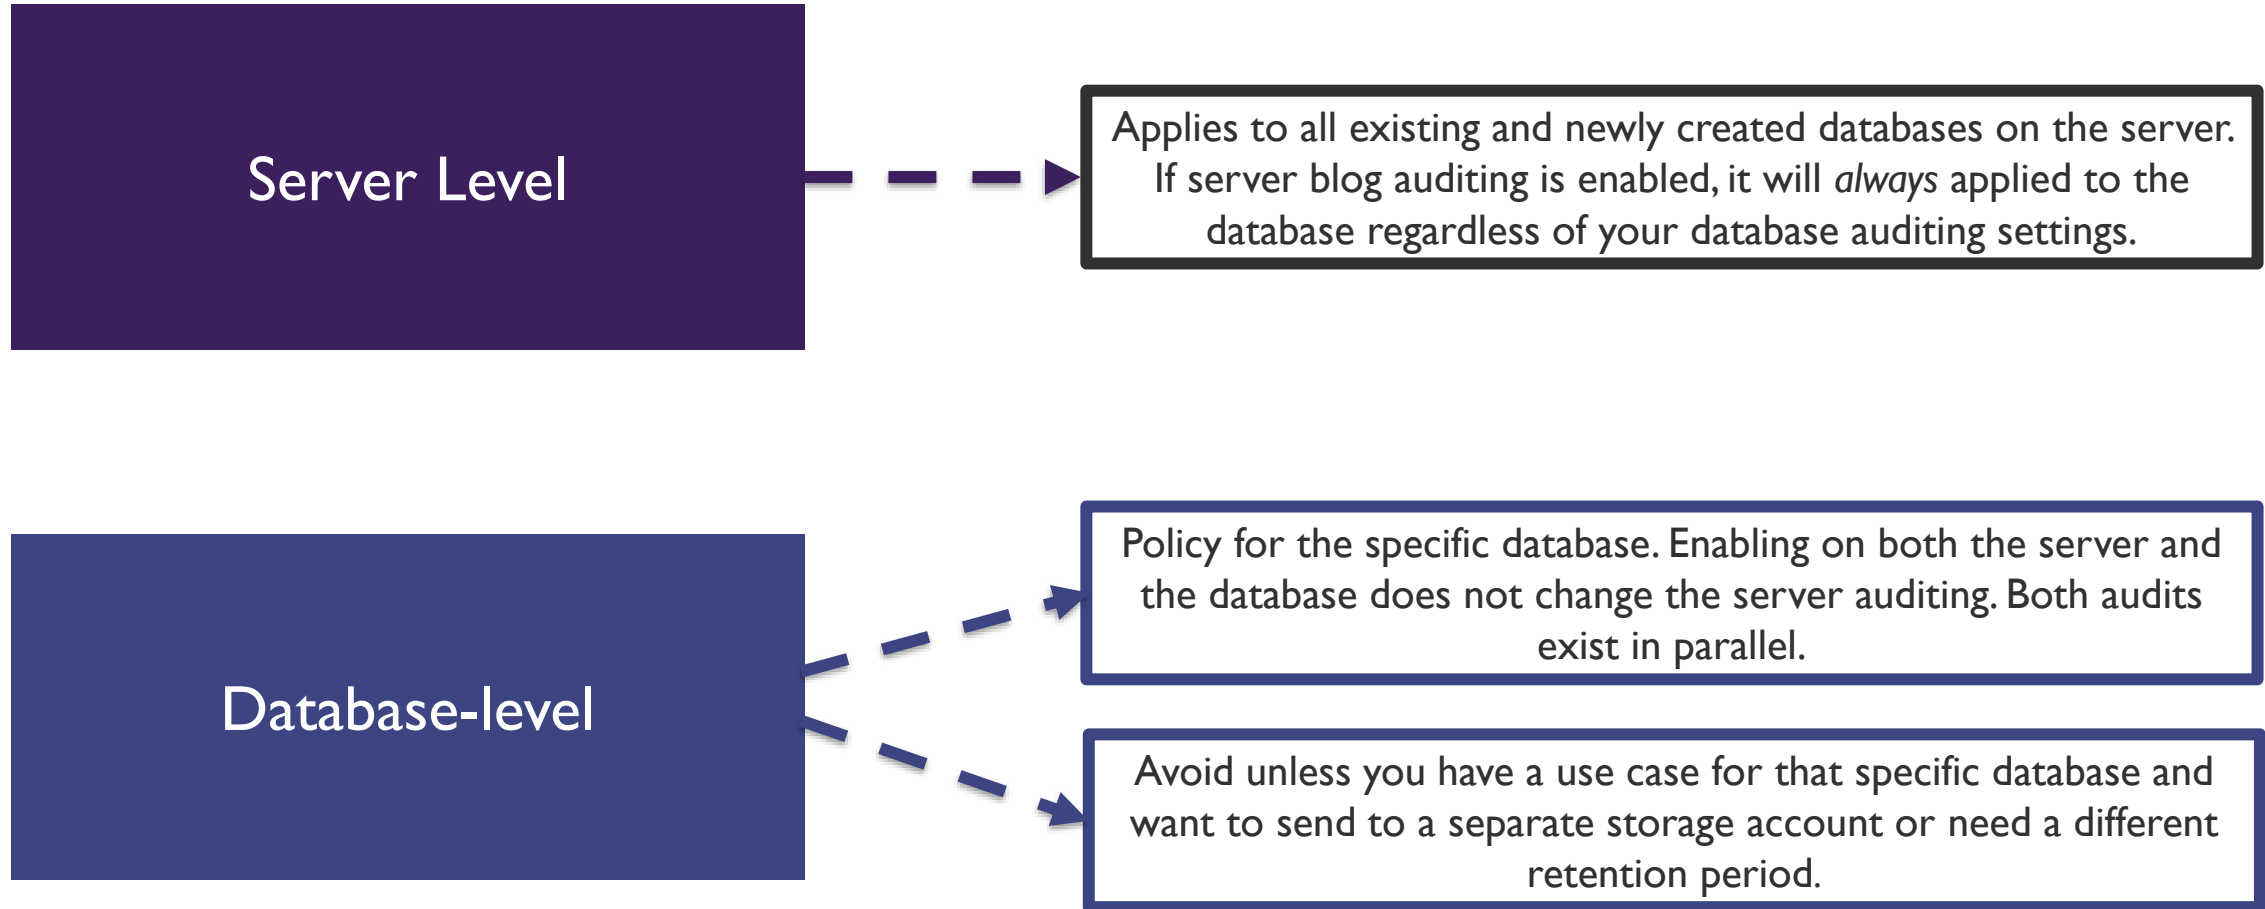 Server Level
Applies to all existing and newly created databases on the server.
If server blog auditing is enabled, it will always applied to the
database regardless of your database auditing settings.
Database-level
Policy for the specific database. Enabling on both the server and
the database does not change the server auditing. Both audits
exist in parallel.
Avoid unless you have a use case for that specific database and
want to send to a separate storage account or need a different
retention period.